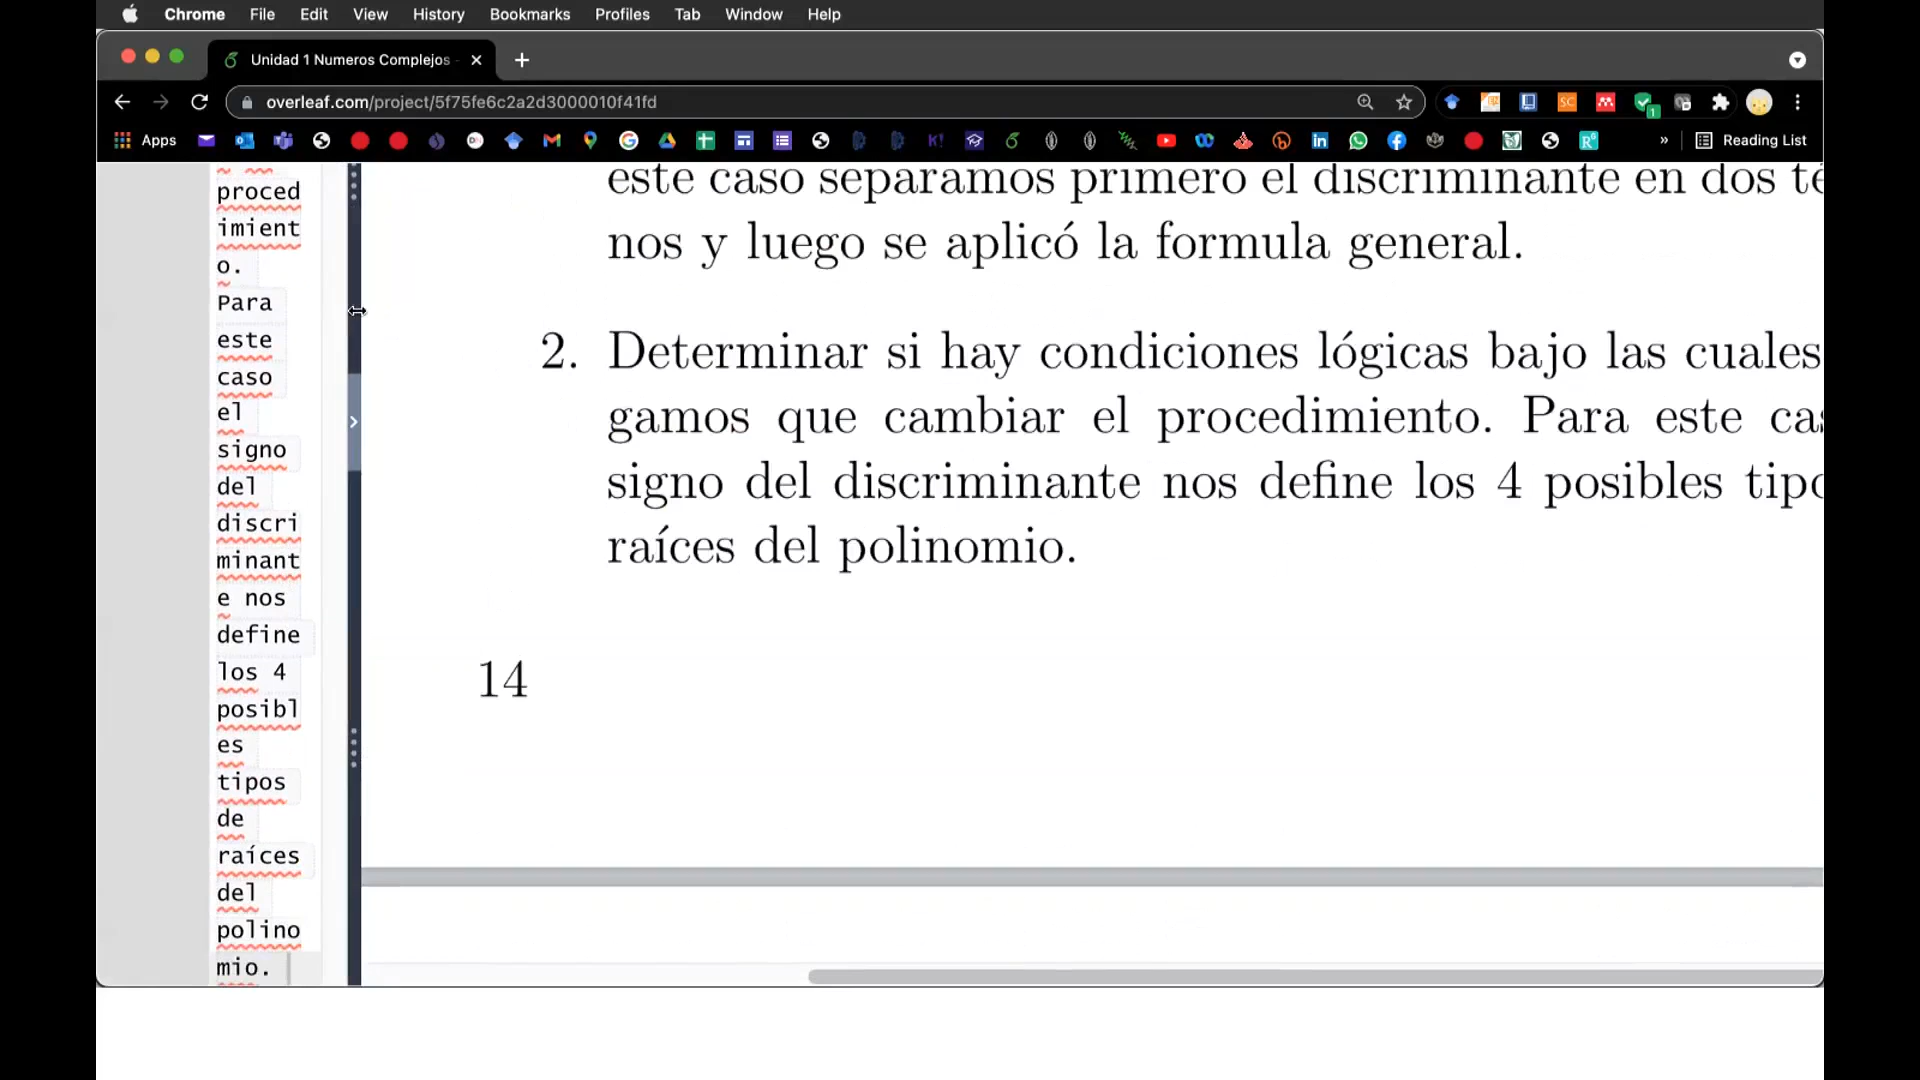 Chrome File Edit View History Bookmarks Profiles Tab Window Help
Unidad 1 Numeros Complejos
overleaf.com/project/5f75fe6c2a2d3000010f41fd
Apps
Reading List
proced
imient
o.
Para
este
caso
el
signo
del
discri
minant
e nos
define
los 4
posibl
es
tipos
de
raíces
del
polino
mio.
este caso separamos primero el discriminante en dos té
nos y luego se aplicó la formula general.
2. Determinar si hay condiciones lógicas bajo las cuales
gamos que cambiar el procedimiento. Para este cas
signo del discriminante nos define los 4 posibles tipo
raíces del polinomio.
14